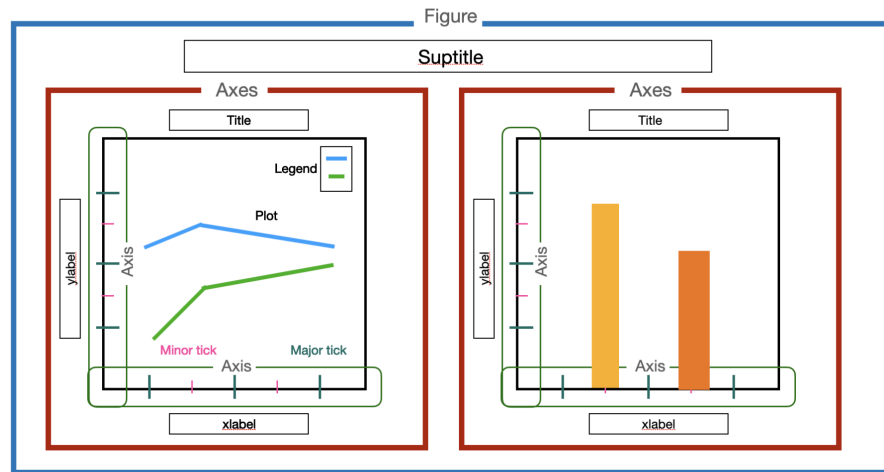 Figure
Suptitle
Axes
Title
Legend
Plot
ylabel
Axis
Minor tick
Major tick
Axis
xlabel
Axes
Title
ylabel
Axis
Axis
xlabel